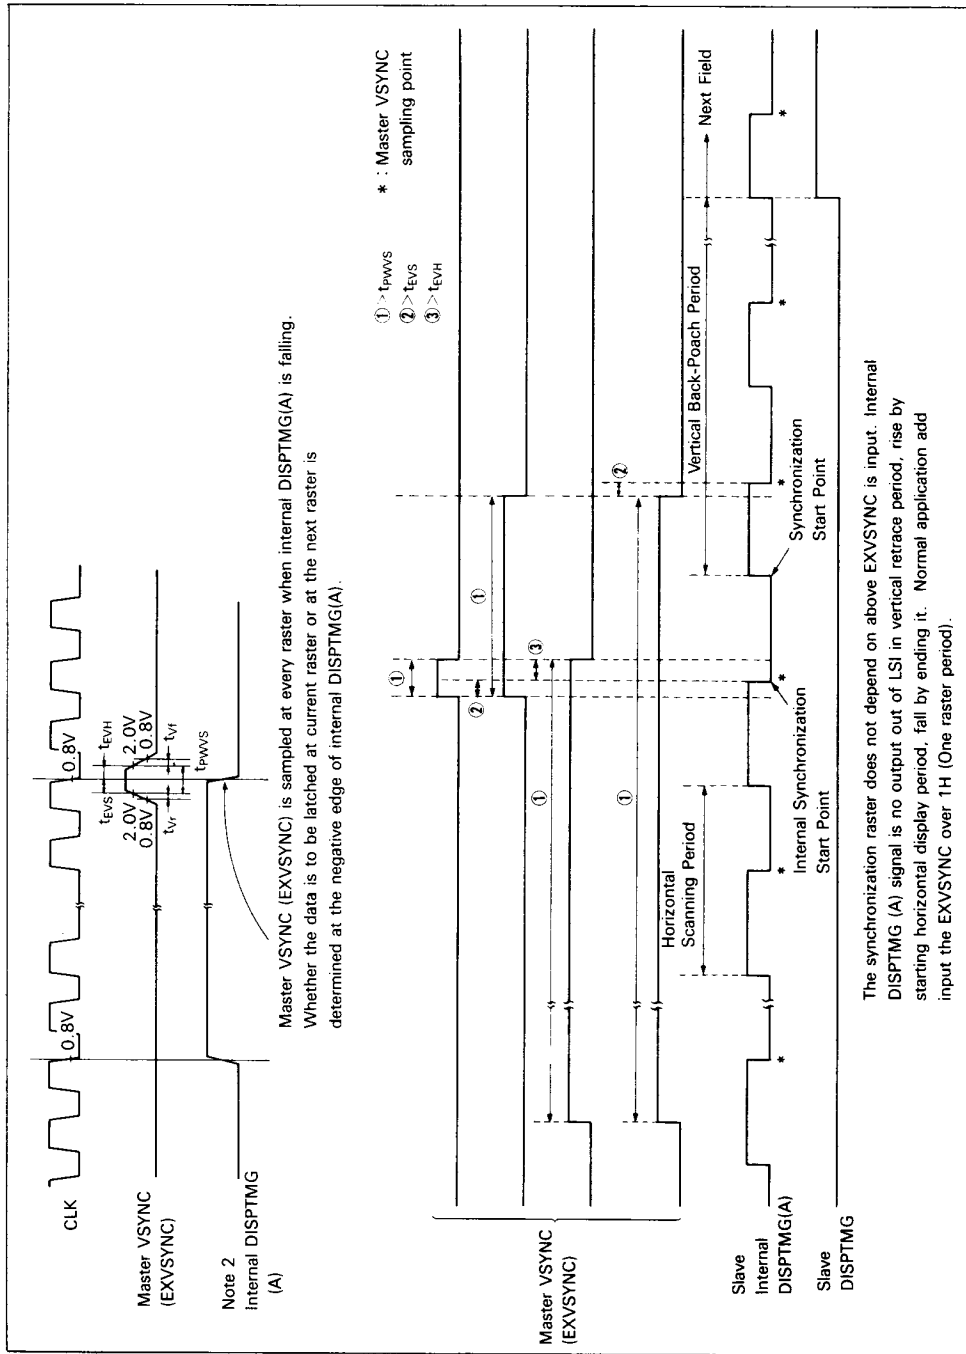 CLK
0.8V
0.8V
Master VSYNC
(EXVSYNC)
tEVS
tEVH
2.0V
0.8V
2.0V
0.8V
tVr
tVf
tPWVS
Note 2
Internal DISPTMG
(A)
Master VSYNC (EXVSYNC) is sampled at every raster when internal DISPTMG(A) is falling.
Whether the data is to be latched at current raster or at the next raster is
determined at the negative edge of internal DISPTMG(A).
① > tPWVS
② > tEVS
③ > tEVH
* : Master VSYNC
sampling point
Master VSYNC
(EXVSYNC)
①
②
①
③
①
①
②
Horizontal
Scanning Period
Vertical Back-Poach Period
Next Field
Slave
Internal
DISPTMG(A)
* * * * * *
Internal Synchronization
Start Point
Synchronization
Start Point
Slave
DISPTMG
The synchronization raster does not depend on above EXVSYNC is input. Internal
DISPTMG (A) signal is no output out of LSI in vertical retrace period, rise by
starting horizontal display period, fall by ending it. Normal application add
input the EXVSYNC over 1H (One raster period).